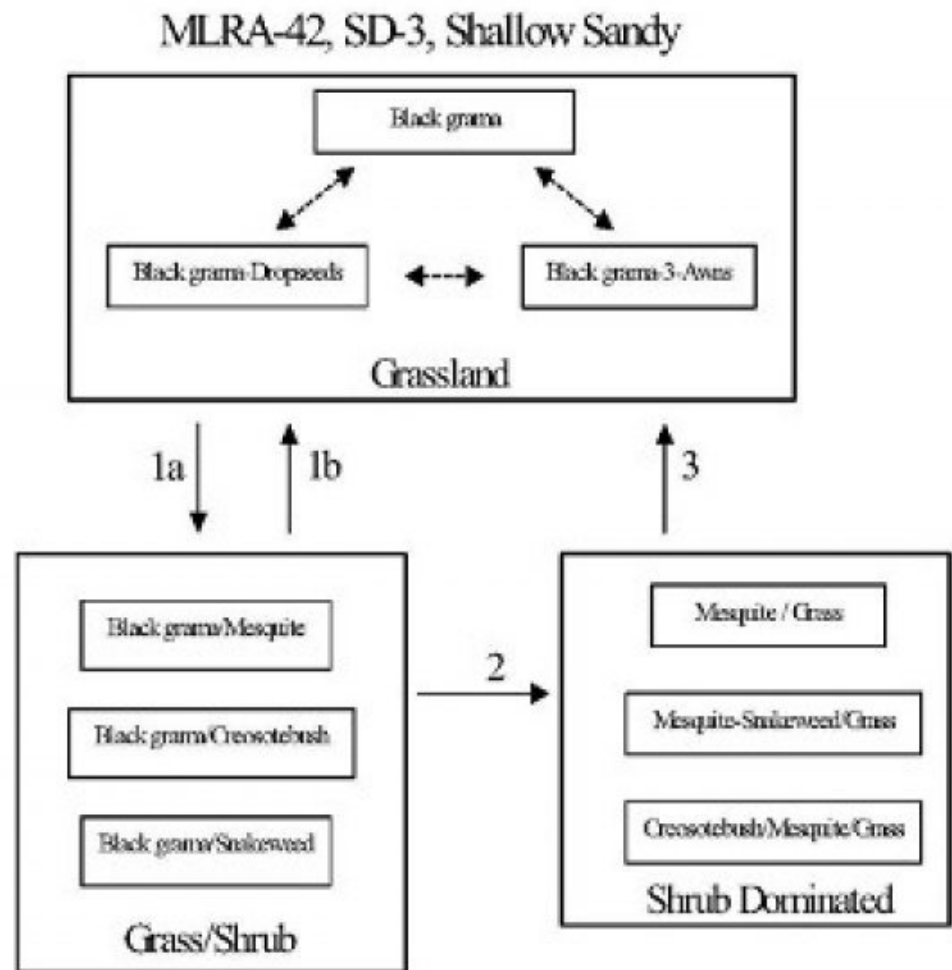 MLRA-42, SD-3, Shallow Sandy
Black grama
Black grama-Dropseeds
Black grama-3-Awns
Grassland
1a
1b
3
Black grama/Mesquite
Black grama/Creosotebush
Black grama/Snakeweed
Grass/Shrub
2
Mesquite / Grass
Mesquite-Snakeweed/Grass
Creosotebush/Mesquite/Grass
Shrub Dominated